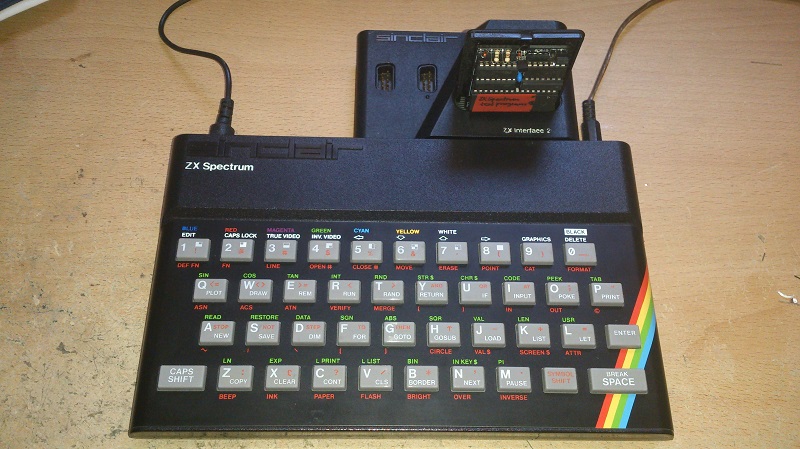 sinclair
ZX Interface 2
sinclair
ZX Spectrum
BLUE RED MAGENTA GREEN CYAN YELLOW WHITE BLACK
EDIT CAPS LOCK TRUE VIDEO INV. VIDEO GRAPHICS DELETE
1 2 3 4 5 6 7 8 9 0
DEF FN FN LINE OPEN # CLOSE # MOVE ERASE POINT CAT FORMAT
SIN COS TAN INT RND STR $ CHR $ CODE PEEK TAB
Q W E R T Y U I O P
PLOT DRAW REM RUN RAND RETURN IF INPUT POKE PRINT
ASN ACS ATN VERIFY MERGE [ ] IN OUT ©
READ RESTORE DATA SGN ABS SQR VAL LEN USR
A STOP S NOT D STEP F G THEN H J K L ENTER
NEW SAVE DIM FOR GOTO GOSUB LOAD LIST LET
~ | \ { } CIRCLE VAL $ SCREEN $ ATTR
LN EXP L PRINT L LIST BIN IN KEY $ PI
CAPS SHIFT Z X C V B N M SYMBOL SHIFT BREAK SPACE
COPY CLEAR CONT CLS BORDER NEXT PAUSE
BEEP INK PAPER FLASH BRIGHT OVER INVERSE